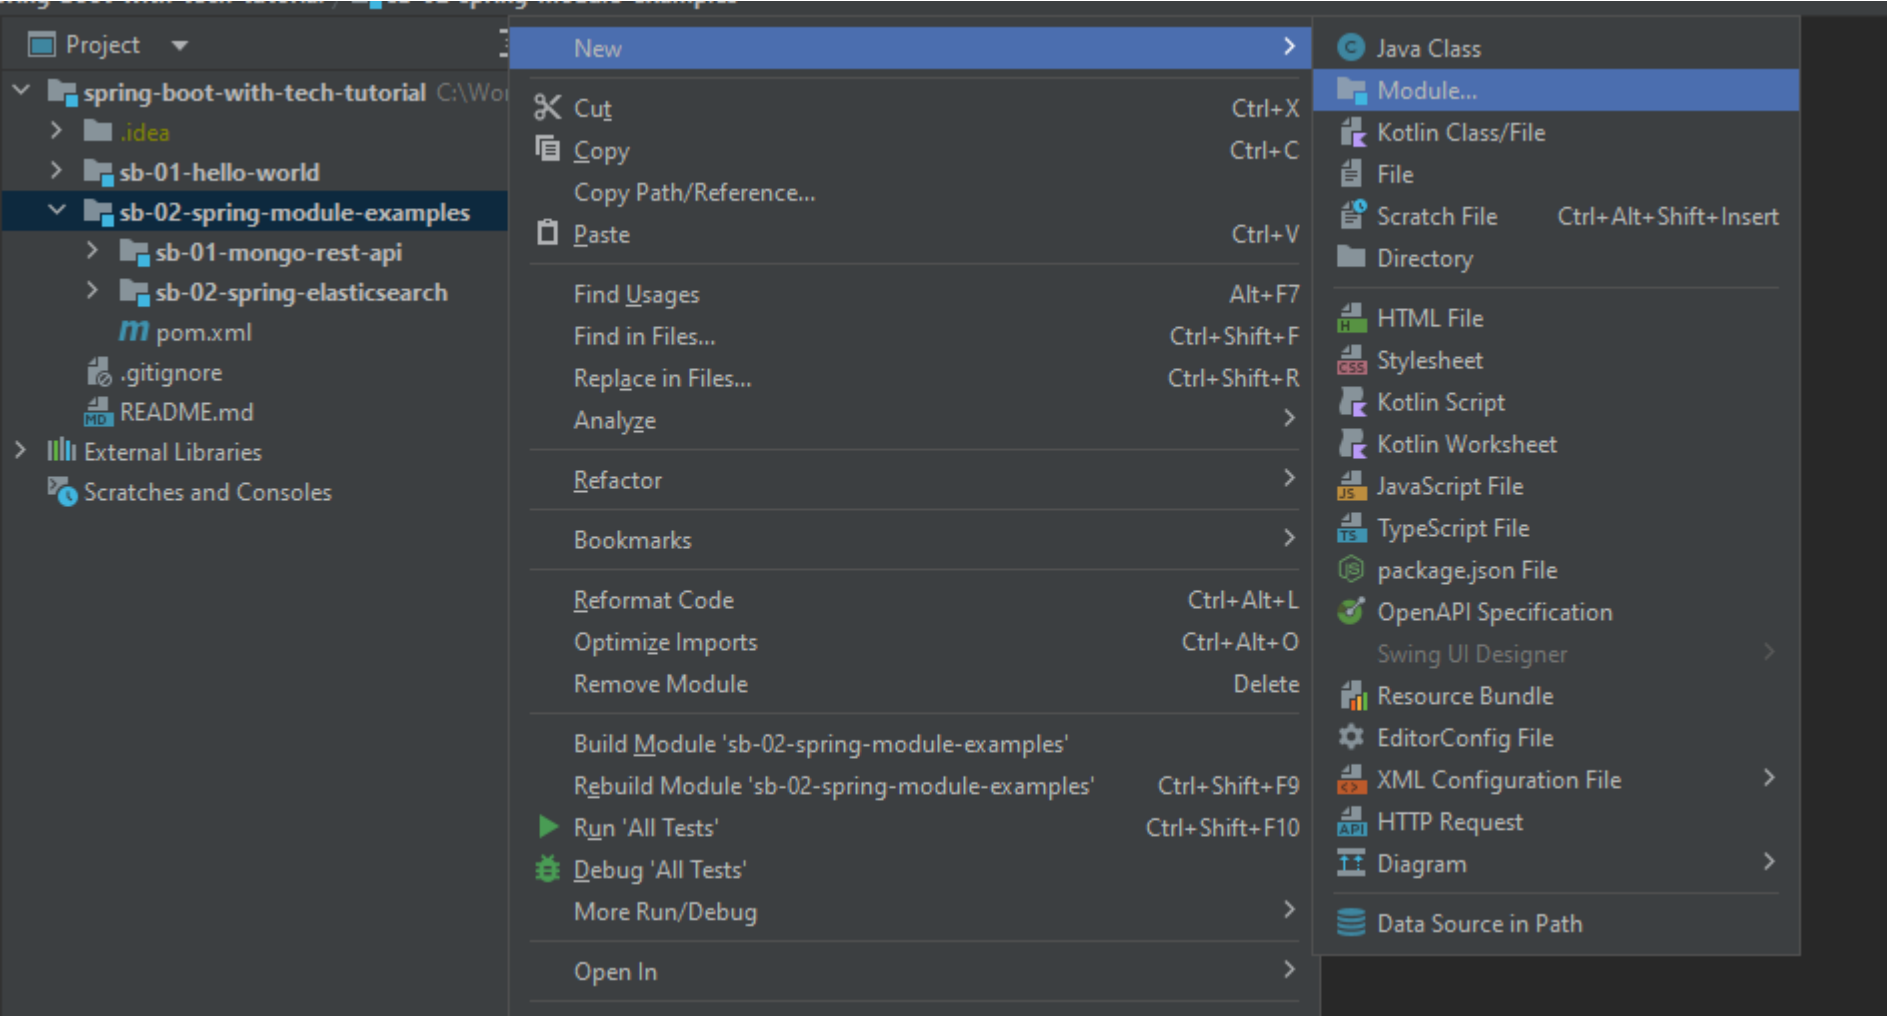 Project
spring-boot-with-tech-tutorial C:\Wor
.idea
sb-01-hello-world
sb-02-spring-module-examples
sb-01-mongo-rest-api
sb-02-spring-elasticsearch
m pom.xml
.gitignore
MD README.md
External Libraries
Scratches and Consoles
New
Cut Ctrl+X
Copy Ctrl+C
Copy Path/Reference...
Paste Ctrl+V
Find Usages Alt+F7
Find in Files... Ctrl+Shift+F
Replace in Files... Ctrl+Shift+R
Analyze
Refactor
Bookmarks
Reformat Code Ctrl+Alt+L
Optimize Imports Ctrl+Alt+O
Remove Module Delete
Build Module 'sb-02-spring-module-examples'
Rebuild Module 'sb-02-spring-module-examples' Ctrl+Shift+F9
Run 'All Tests' Ctrl+Shift+F10
Debug 'All Tests'
More Run/Debug
Open In
C Java Class
Module...
Kotlin Class/File
File
Scratch File Ctrl+Alt+Shift+Insert
Directory
H HTML File
CSS Stylesheet
Kotlin Script
Kotlin Worksheet
JS JavaScript File
TS TypeScript File
JS package.json File
OpenAPI Specification
Swing UI Designer
Resource Bundle
EditorConfig File
<> XML Configuration File
API HTTP Request
Diagram
Data Source in Path